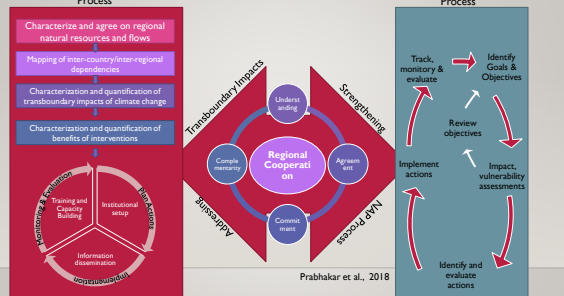 Process
Characterize and agree on regional
natural resources and flows
Mapping of inter-country/inter-regional
dependencies
Characterization and quantification of
transboundary impacts of climate change
Characterization and quantification of
benefits of interventions
Monitoring & Evaluation
Plan Actions
Implementation
Training and
Capacity
Building
Institutional
setup
Information
dissemination
Transboundary Impacts
Strengthening
Addressing
NAP Process
Underst
anding
Comple
mentarity
Regional
Cooperati
on
Agreem
ent
Commit
ment
Prabhakar et al., 2018
Process
Track,
monitory &
evaluate
Identify
Goals &
Objectives
Review
objectives
Implement
actions
Impact,
vulnerability
assessments
Identify and
evaluate
actions